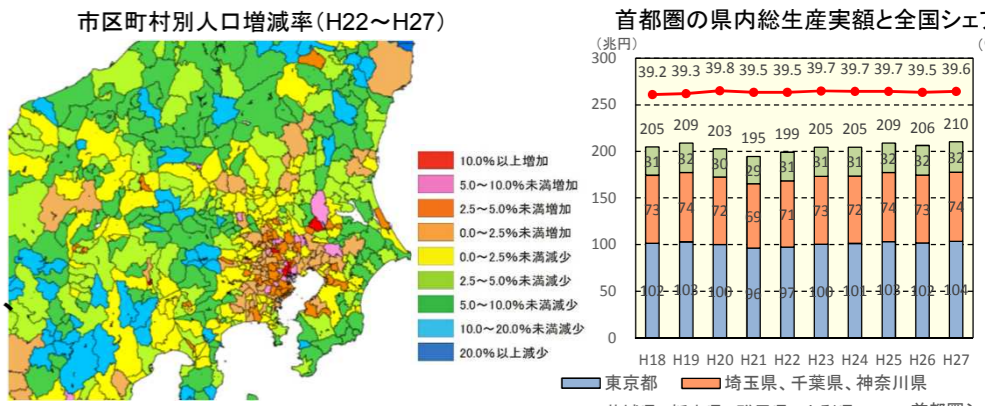 市区町村別人口増減率(H22～H27)
10.0%以上増加
5.0～10.0%未満増加
2.5～5.0%未満増加
0.0～2.5%未満増加
0.0～2.5%未満減少
2.5～5.0%未満減少
5.0～10.0%未満減少
10.0～20.0%未満減少
20.0%以上減少
首都圏の県内総生産実額と全国シェア
(兆円)
300
250
200
150
100
50
0
39.2 39.3 39.8 39.5 39.5 39.7 39.7 39.7 39.5 39.6
205 209 203 195 199 205 205 209 206 210
31 32 30 29 31 31 31 32 32 32
73 74 72 69 71 73 72 74 73 74
102 103 100 96 97 100 101 103 102 104
H18 H19 H20 H21 H22 H23 H24 H25 H26 H27
東京都 埼玉県、千葉県、神奈川県